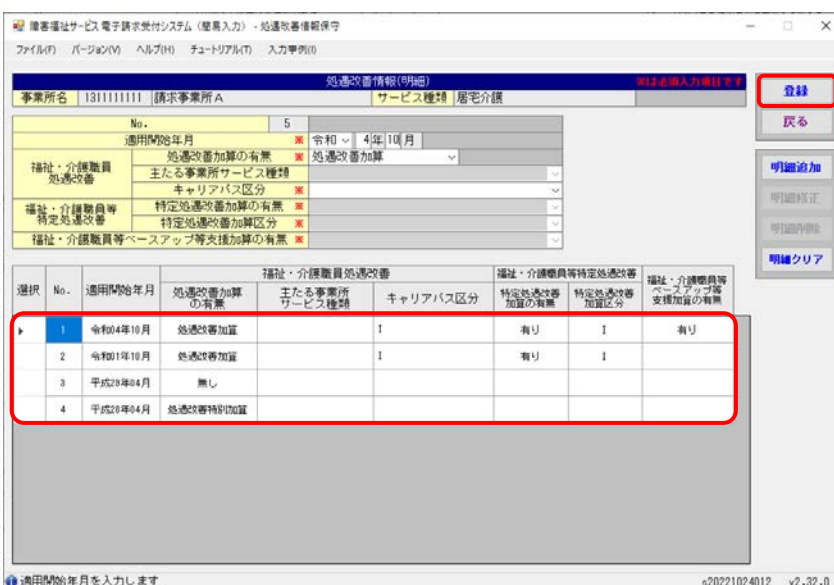 障害福祉サービス 電子請求受付システム（簡易入力） - 処遇改善情報保守
ファイル(F) バージョン(V) ヘルプ(H) チュートリアル(T) 入力事例(I)
処遇改善情報(明細) ※は必須入力項目です
事業所名 1311111111 請求事業所Ａ サービス種類 居宅介護
登録
戻る
明細追加
明細修正
明細削除
明細クリア
No. 5
適用開始年月 ※ 令和 4年 10月
福祉・介護職員処遇改善
処遇改善加算の有無 ※ 処遇改善加算
主たる事業所サービス種類
キャリアパス区分 ※
福祉・介護職員等特定処遇改善
特定処遇改善加算の有無 ※
特定処遇改善加算区分 ※
福祉・介護職員等ベースアップ等支援加算の有無 ※
福祉・介護職員処遇改善 福祉・介護職員等特定処遇改善
選択 No. 適用開始年月 処遇改善加算の有無 主たる事業所サービス種類 キャリアパス区分 特定処遇改善加算の有無 特定処遇改善加算区分 福祉・介護職員等ベースアップ等支援加算の有無
1 令和04年10月 処遇改善加算 I 有り I 有り
2 令和01年10月 処遇改善加算 I 有り I
3 平成28年04月 無し
4 平成28年04月 処遇改善特別加算
適用開始年月を入力します s20221024012 v2.32.0